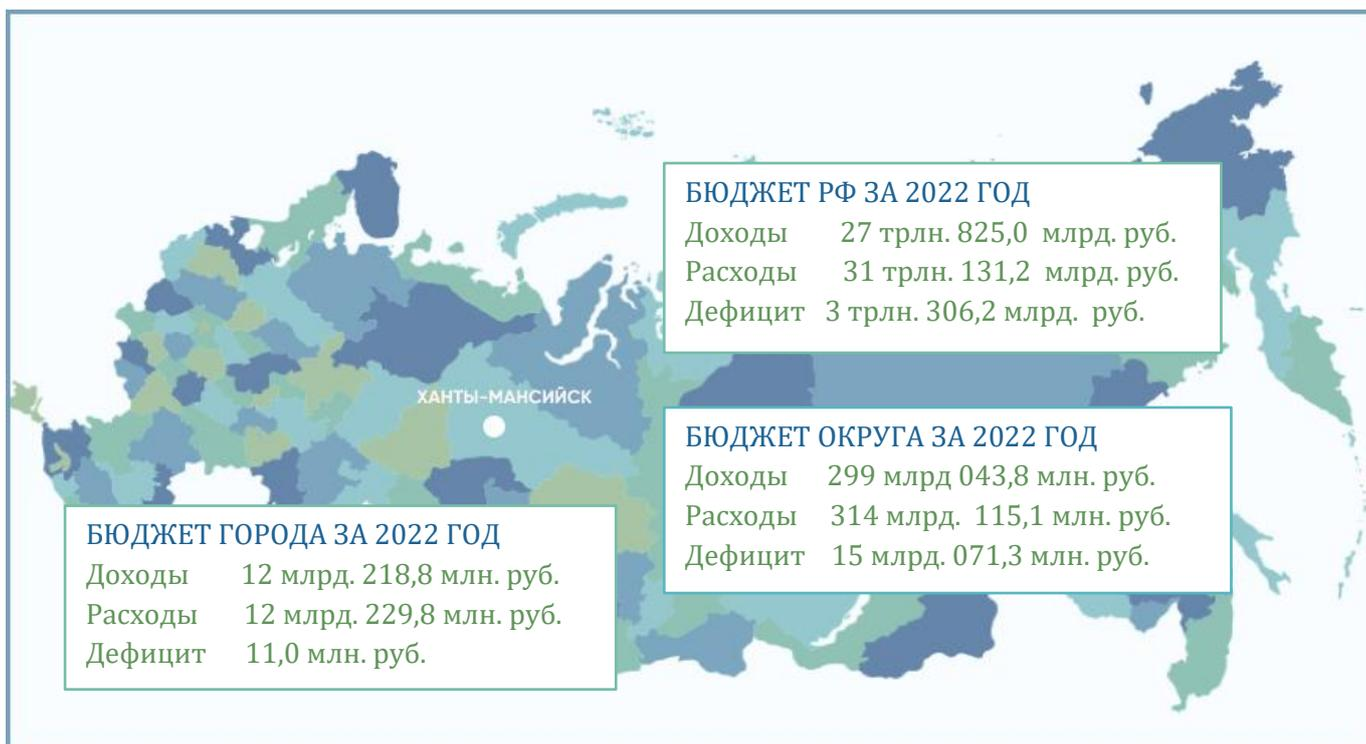 БЮДЖЕТ РФ ЗА 2022 ГОД
Доходы 27 трлн. 825,0 млрд. руб.
Расходы 31 трлн. 131,2 млрд. руб.
Дефицит 3 трлн. 306,2 млрд. руб.
ХАНТЫ-МАНСИЙСК
БЮДЖЕТ ОКРУГА ЗА 2022 ГОД
Доходы 299 млрд 043,8 млн. руб.
Расходы 314 млрд. 115,1 млн. руб.
Дефицит 15 млрд. 071,3 млн. руб.
БЮДЖЕТ ГОРОДА ЗА 2022 ГОД
Доходы 12 млрд. 218,8 млн. руб.
Расходы 12 млрд. 229,8 млн. руб.
Дефицит 11,0 млн. руб.